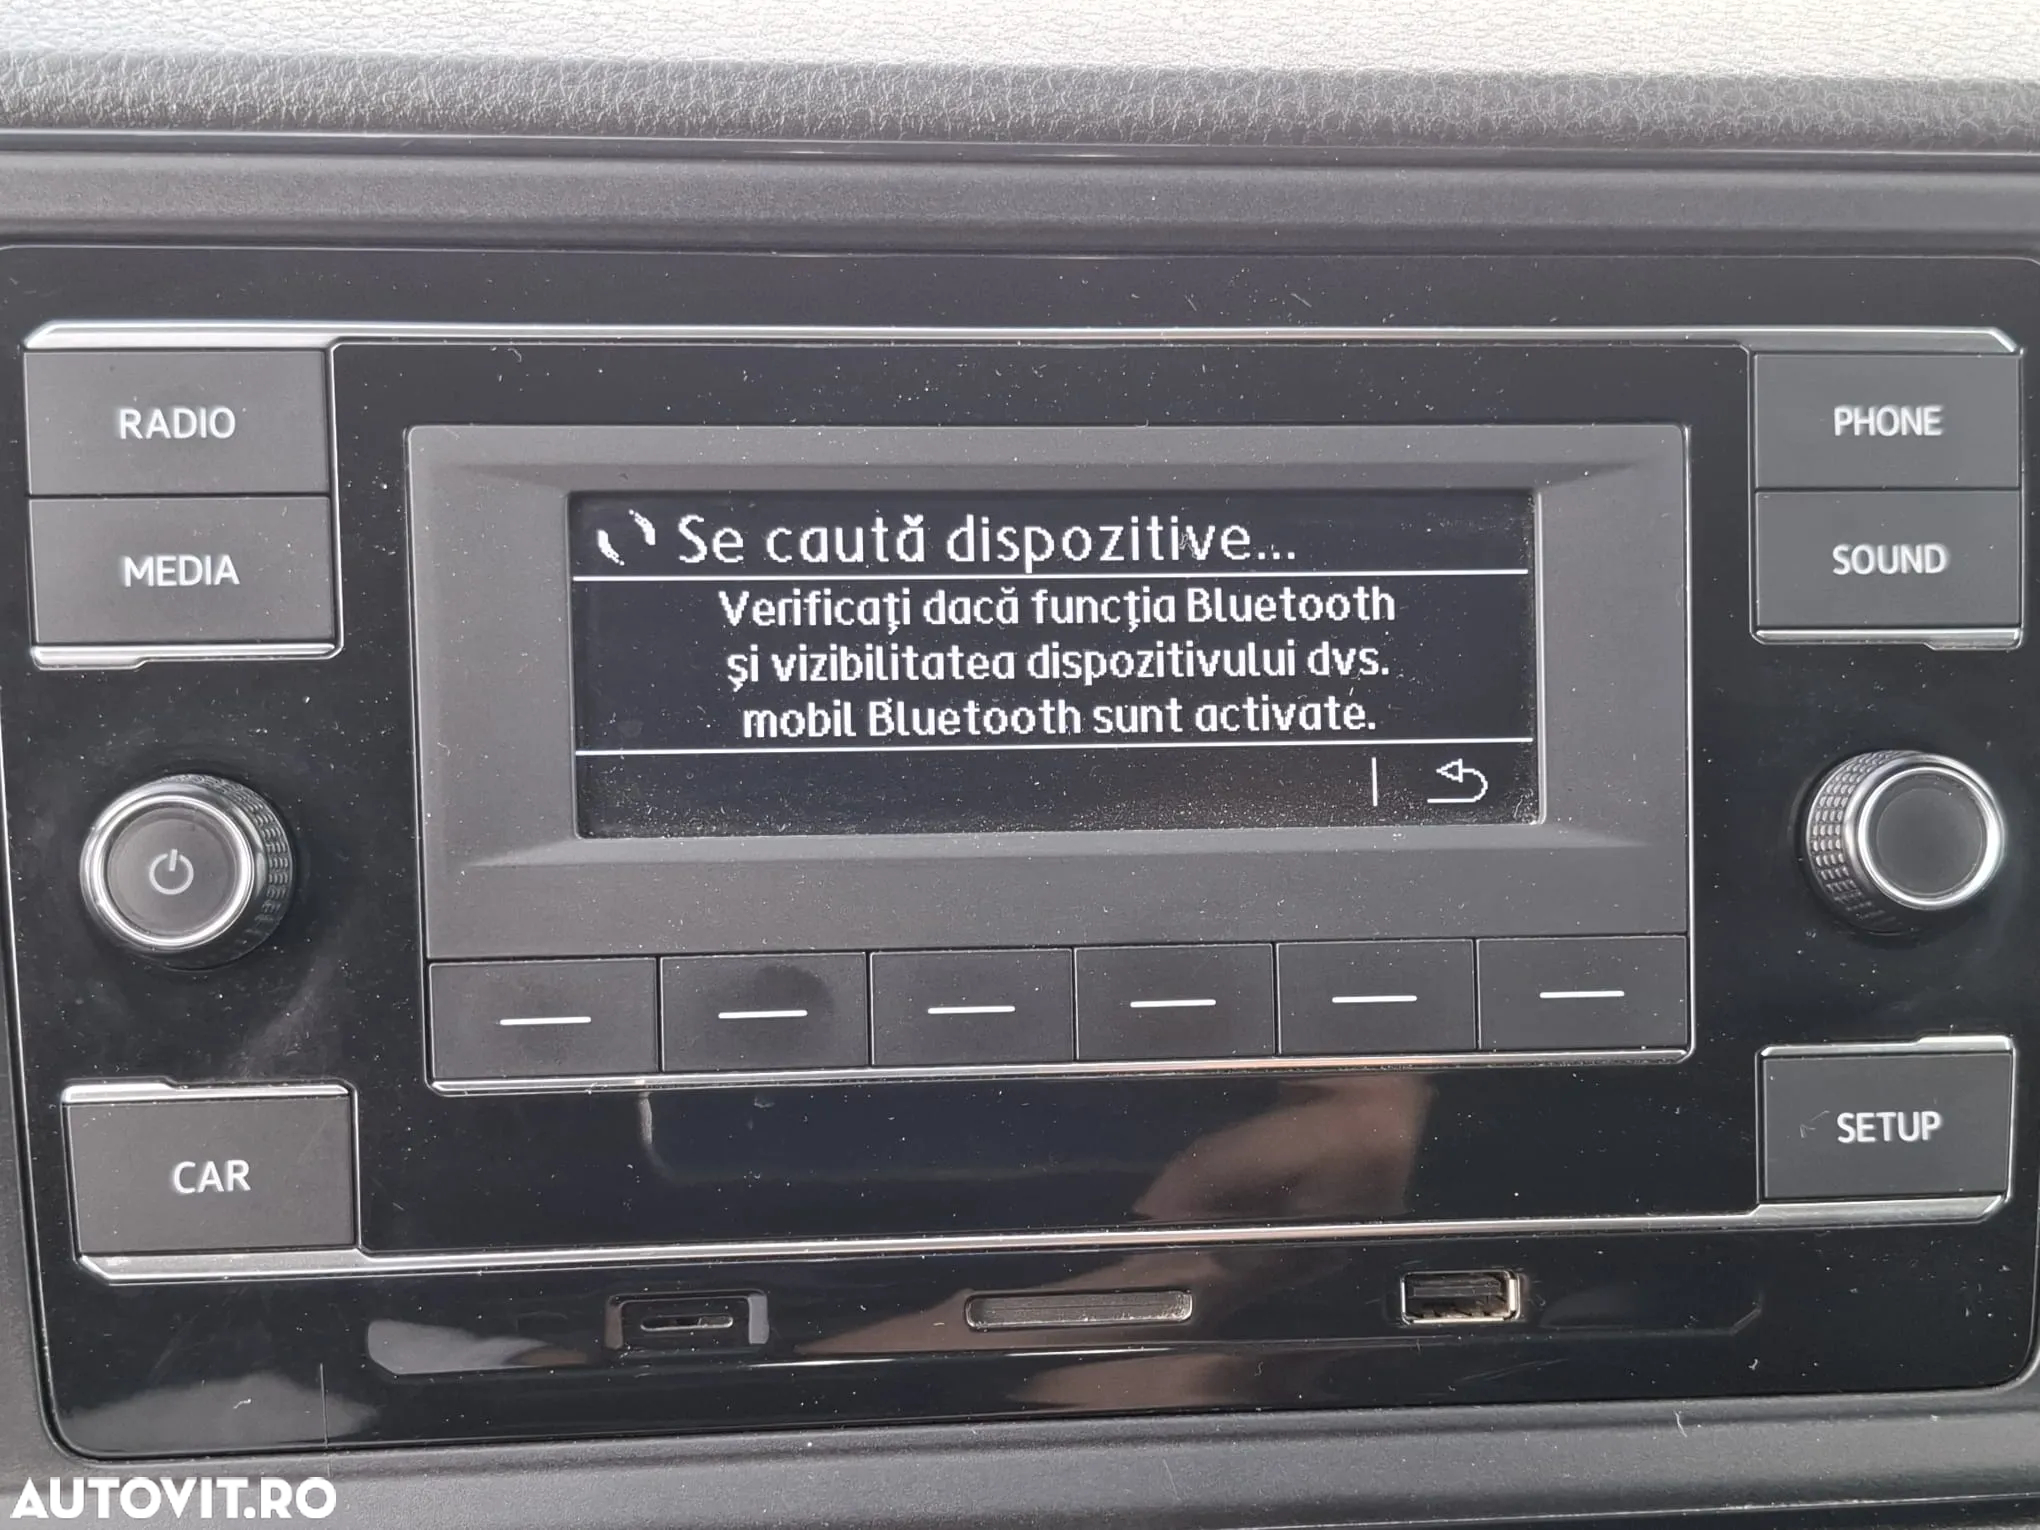 RADIO
PHONE
MEDIA
SOUND
Se caută dispozitive...
Verificaţi dacă funcţia Bluetooth
şi vizibilitatea dispozitivului dvs.
mobil Bluetooth sunt activate.
CAR
SETUP
AUTOVIT.RO